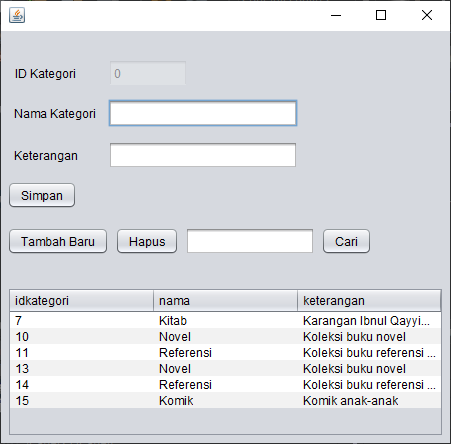 ID Kategori 0
Nama Kategori
Keterangan
Simpan
Tambah Baru Hapus Cari
idkategori nama keterangan
7 Kitab Karangan Ibnul Qayyi...
10 Novel Koleksi buku novel
11 Referensi Koleksi buku referensi ...
13 Novel Koleksi buku novel
14 Referensi Koleksi buku referensi ...
15 Komik Komik anak-anak